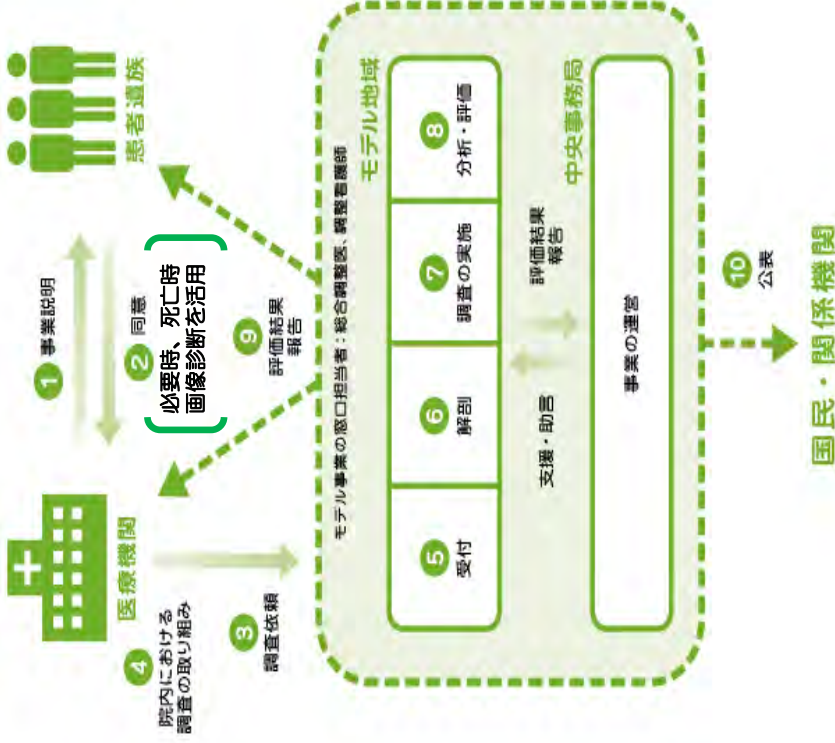 患者遺族
1 事業説明
2 同意
必要時、死亡時
画像診断を活用
医療機関
4
院内における
調査の取り組み
3
調査依頼
9
評価結果
報告
モデル事業の窓口担当者：総合調整医、調整看護師
モデル地域
5
受付
6
解剖
7
調査の実施
8
分析・評価
支援・助言
評価結果
報告
中央事務局
事業の運営
10
公表
国民・関係機関